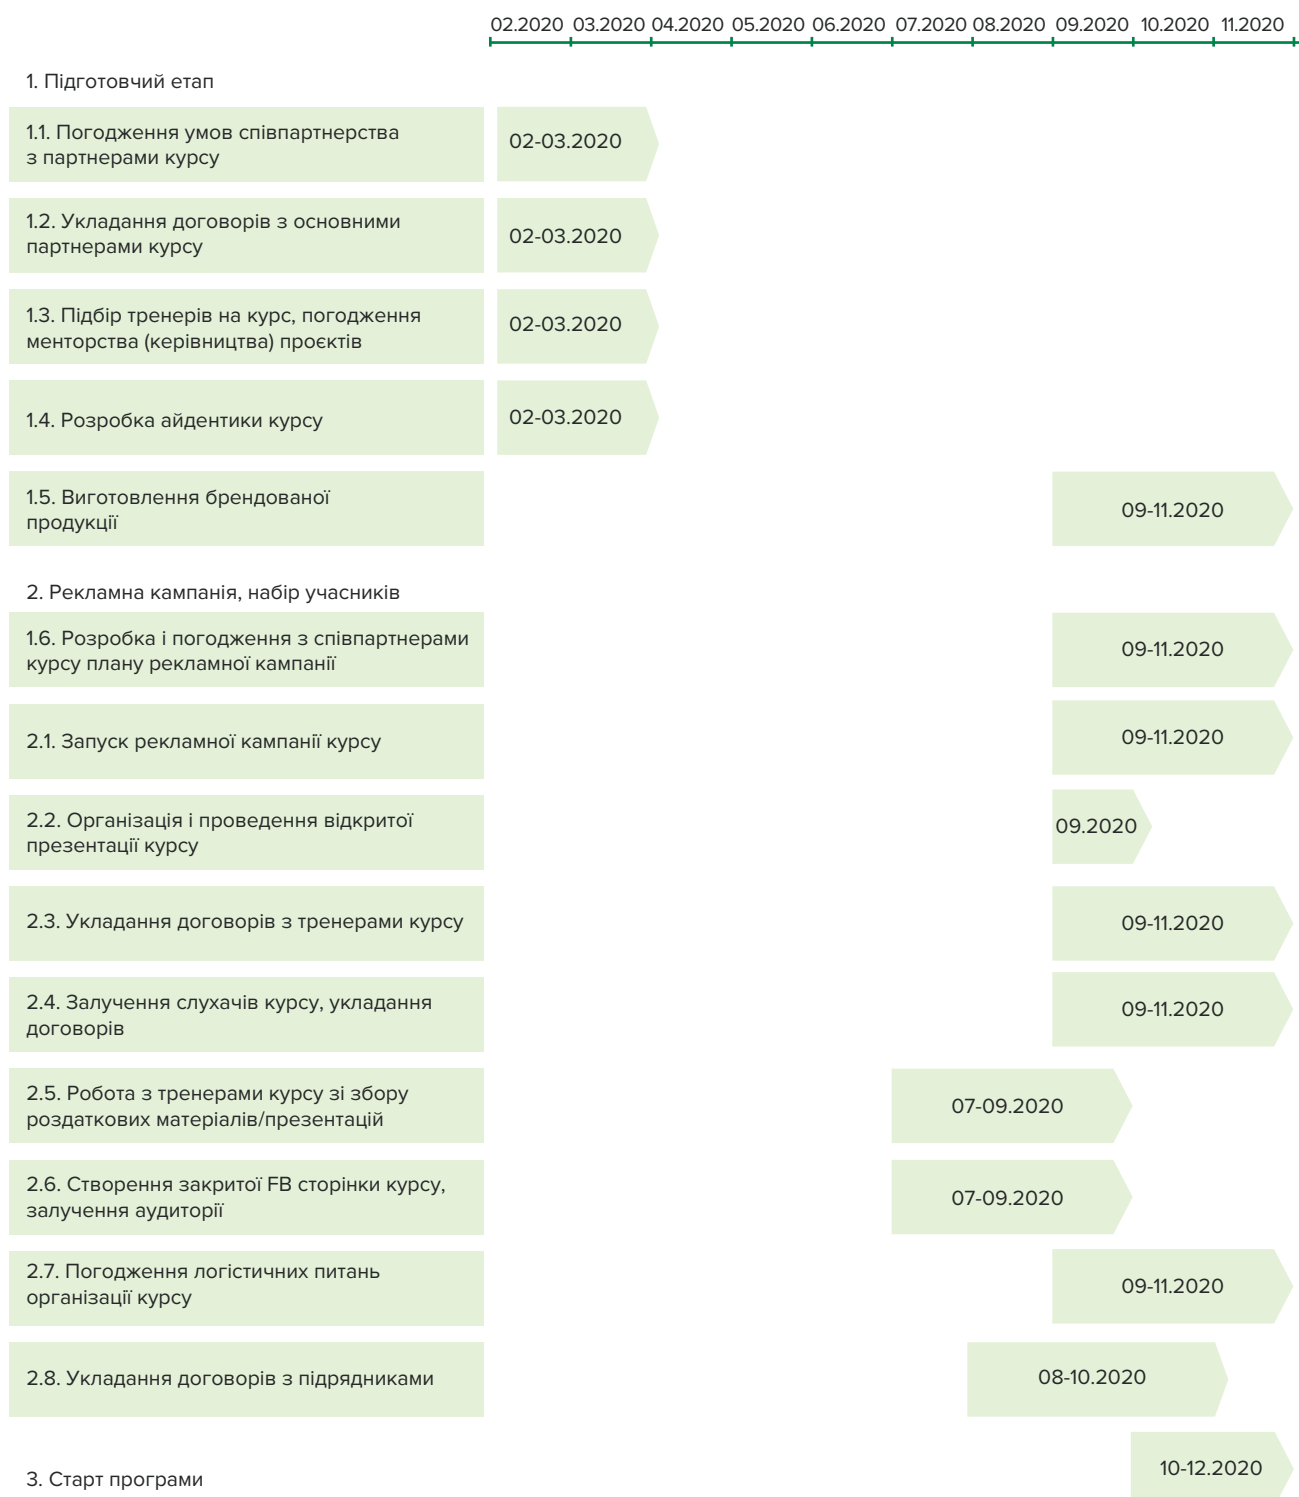 02.2020 03.2020 04.2020 05.2020 06.2020 07.2020 08.2020 09.2020 10.2020 11.2020
1. Підготовчий етап
1.1. Погодження умов співпартнерства
з партнерами курсу
02-03.2020
1.2. Укладання договорів з основними
партнерами курсу
02-03.2020
1.3. Підбір тренерів на курс, погодження
менторства (керівництва) проєктів
02-03.2020
1.4. Розробка айдентики курсу
02-03.2020
1.5. Виготовлення брендованої
продукції
09-11.2020
2. Рекламна кампанія, набір учасників
1.6. Розробка і погодження з співпартнерами
курсу плану рекламної кампанії
09-11.2020
2.1. Запуск рекламної кампанії курсу
09-11.2020
2.2. Організація і проведення відкритої
презентації курсу
09.2020
2.3. Укладання договорів з тренерами курсу
09-11.2020
2.4. Залучення слухачів курсу, укладання
договорів
09-11.2020
2.5. Робота з тренерами курсу зі збору
роздаткових матеріалів/презентацій
07-09.2020
2.6. Створення закритої FB сторінки курсу,
залучення аудиторії
07-09.2020
2.7. Погодження логістичних питань
організації курсу
09-11.2020
2.8. Укладання договорів з підрядниками
08-10.2020
3. Старт програми
10-12.2020